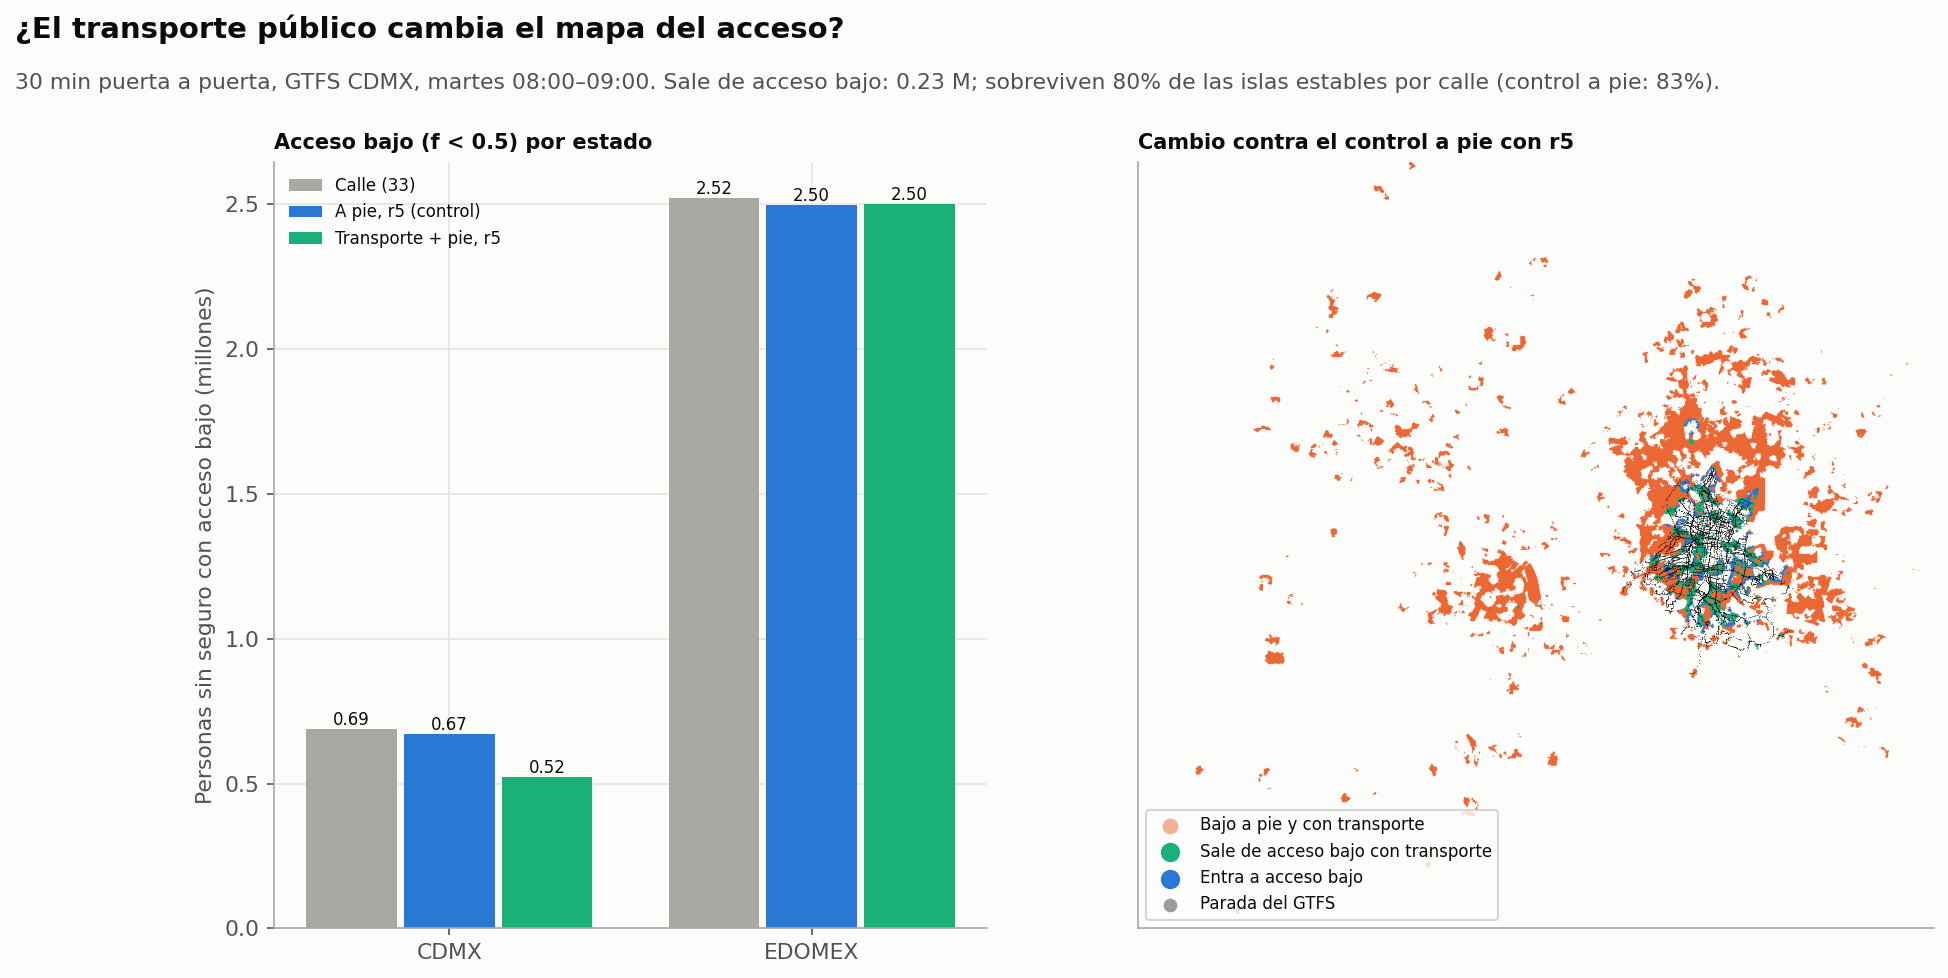 ¿El transporte público cambia el mapa del acceso?
30 min puerta a puerta, GTFS CDMX, martes 08:00–09:00. Sale de acceso bajo: 0.23 M; sobreviven 80% de las islas estables por calle (control a pie: 83%).
Acceso bajo (f < 0.5) por estado
Calle (33)
A pie, r5 (control)
Transporte + pie, r5
Personas sin seguro con acceso bajo (millones)
2.5
2.0
1.5
1.0
0.5
0.0
0.69
0.67
0.52
2.52
2.50
2.50
CDMX
EDOMEX
Cambio contra el control a pie con r5
Bajo a pie y con transporte
Sale de acceso bajo con transporte
Entra a acceso bajo
Parada del GTFS